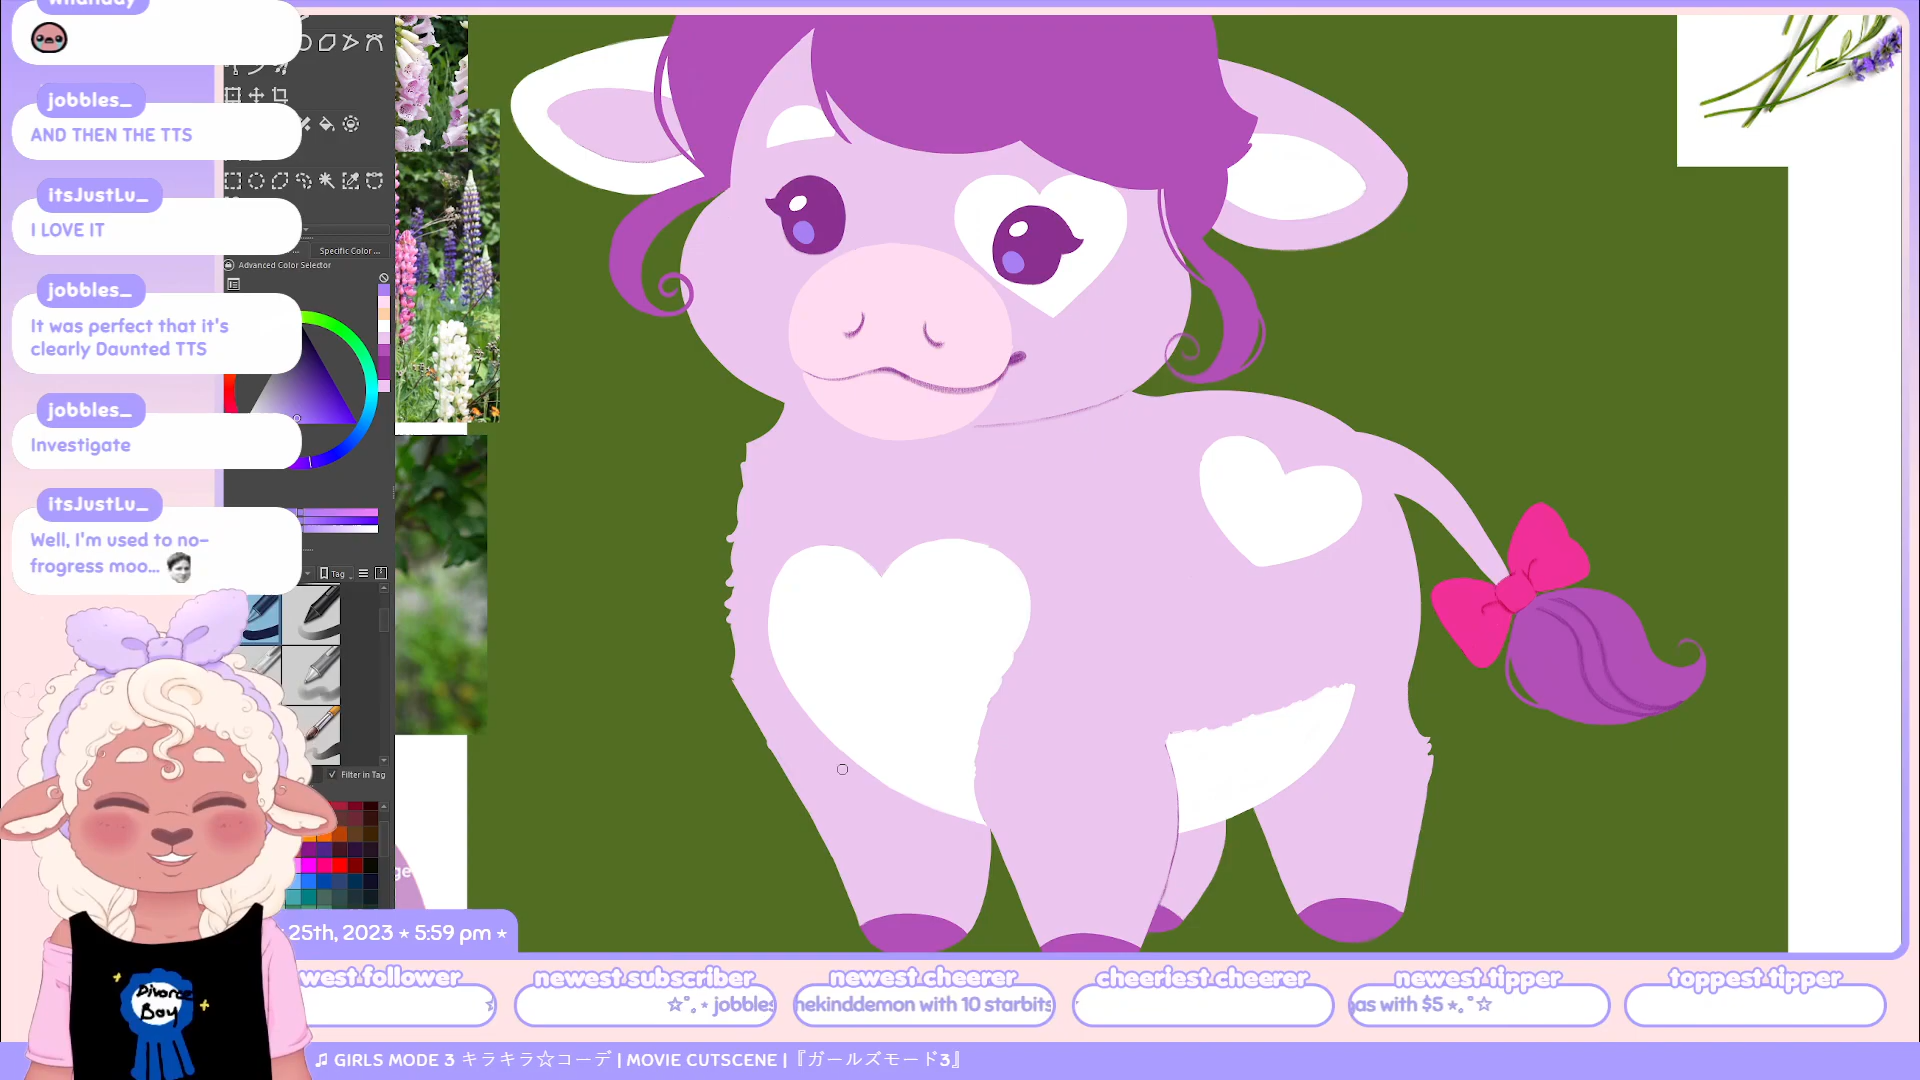 jobbles_
AND THEN THE TTS
itsJustLu_
I LOVE IT
jobbles_
It was perfect that it's
clearly Daunted TTS
jobbles_
Investigate
itsJustLu_
Well, I'm used to no-
frogress moo...
Specific Color ...
Advanced Color Selector
Tag
Filter in Tag
25th, 2023 ⋆ 5:59 pm ⋆
Divorce
Boy
newest subscriber
newest cheerer
cheeriest cheerer
newest tipper
toppest tipper
☆˚｡⋆ jobbles
with 10 starbits
with $5 ⋆｡˚☆
♫ GIRLS MODE 3 キラキラ☆コーデ | MOVIE CUTSCENE |『ガールズモード3』